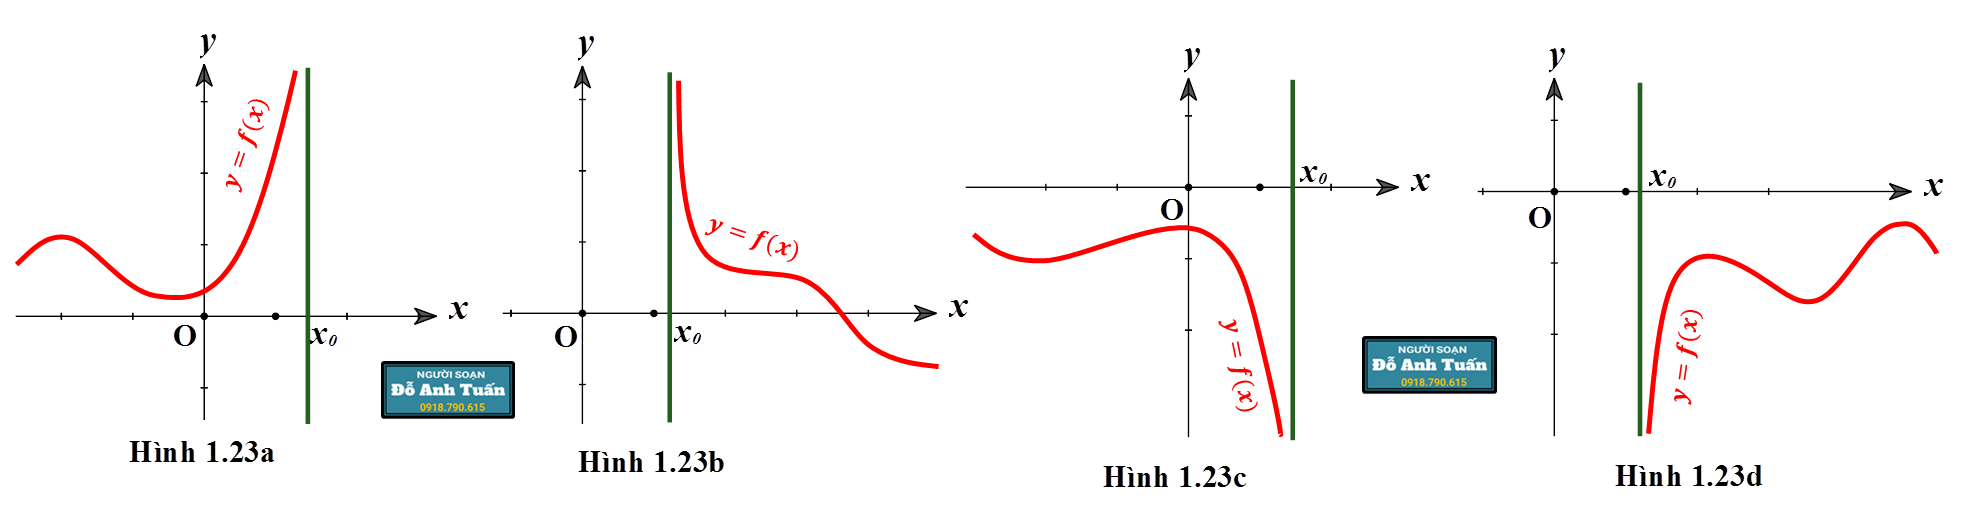 y
y = f(x)
x
O
x₀
NGƯỜI SOẠN
Đỗ Anh Tuấn
0918.790.615
Hình 1.23a
y
y = f(x)
x
O
x₀
Hình 1.23b
y
x₀
x
O
y = f(x)
Hình 1.23c
NGƯỜI SOẠN
Đỗ Anh Tuấn
0918.790.615
y
x₀
x
O
y = f(x)
Hình 1.23d